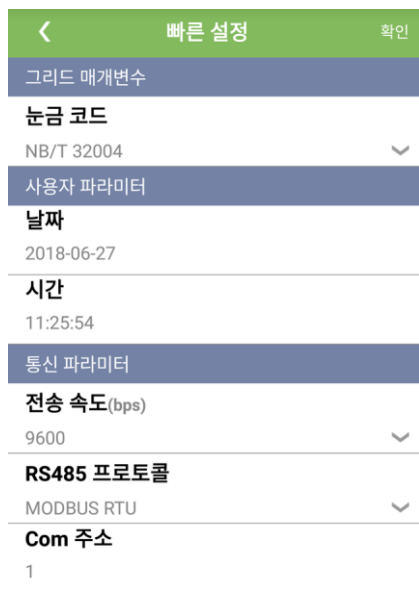 빠른 설정 확인
그리드 매개변수
눈금 코드
NB/T 32004
사용자 파라미터
날짜
2018-06-27
시간
11:25:54
통신 파라미터
전송 속도(bps)
9600
RS485 프로토콜
MODBUS RTU
Com 주소
1